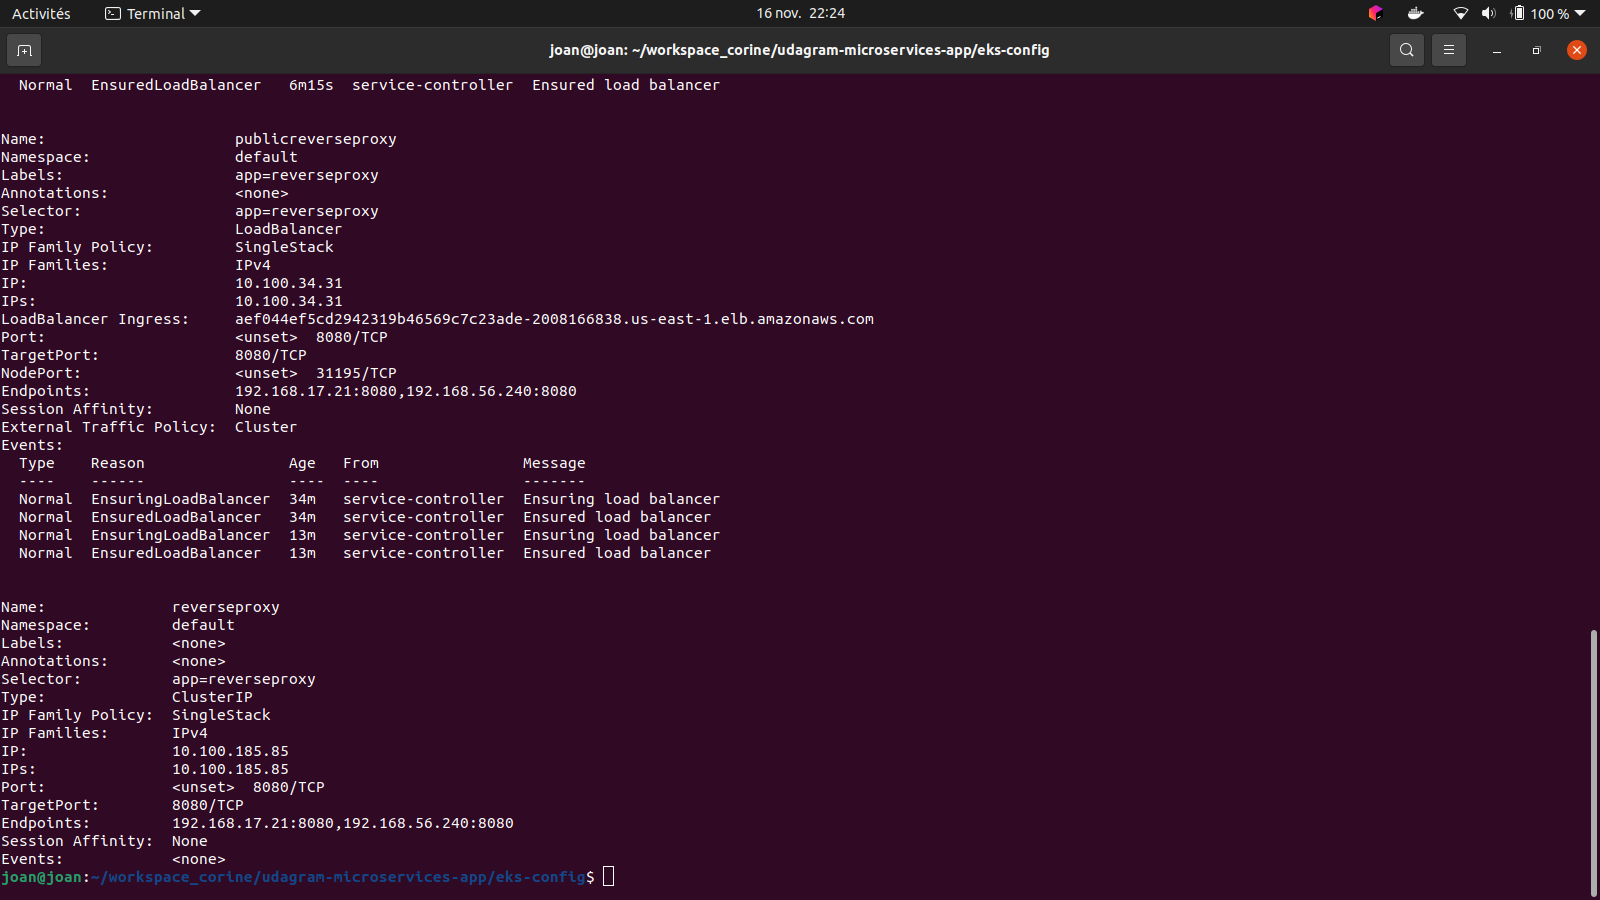 Activités Terminal 16 nov. 22:24 100 %
joan@joan: ~/workspace_corine/udagram-microservices-app/eks-config
Normal EnsuredLoadBalancer 6m15s service-controller Ensured load balancer
Name: publicreverseproxy
Namespace: default
Labels: app=reverseproxy
Annotations: <none>
Selector: app=reverseproxy
Type: LoadBalancer
IP Family Policy: SingleStack
IP Families: IPv4
IP: 10.100.34.31
IPs: 10.100.34.31
LoadBalancer Ingress: aef044ef5cd2942319b46569c7c23ade-2008166838.us-east-1.elb.amazonaws.com
Port: <unset> 8080/TCP
TargetPort: 8080/TCP
NodePort: <unset> 31195/TCP
Endpoints: 192.168.17.21:8080,192.168.56.240:8080
Session Affinity: None
External Traffic Policy: Cluster
Events:
Type Reason Age From Message
---- ------ ---- ---- -------
Normal EnsuringLoadBalancer 34m service-controller Ensuring load balancer
Normal EnsuredLoadBalancer 34m service-controller Ensured load balancer
Normal EnsuringLoadBalancer 13m service-controller Ensuring load balancer
Normal EnsuredLoadBalancer 13m service-controller Ensured load balancer
Name: reverseproxy
Namespace: default
Labels: <none>
Annotations: <none>
Selector: app=reverseproxy
Type: ClusterIP
IP Family Policy: SingleStack
IP Families: IPv4
IP: 10.100.185.85
IPs: 10.100.185.85
Port: <unset> 8080/TCP
TargetPort: 8080/TCP
Endpoints: 192.168.17.21:8080,192.168.56.240:8080
Session Affinity: None
Events: <none>
joan@joan:~/workspace_corine/udagram-microservices-app/eks-config$